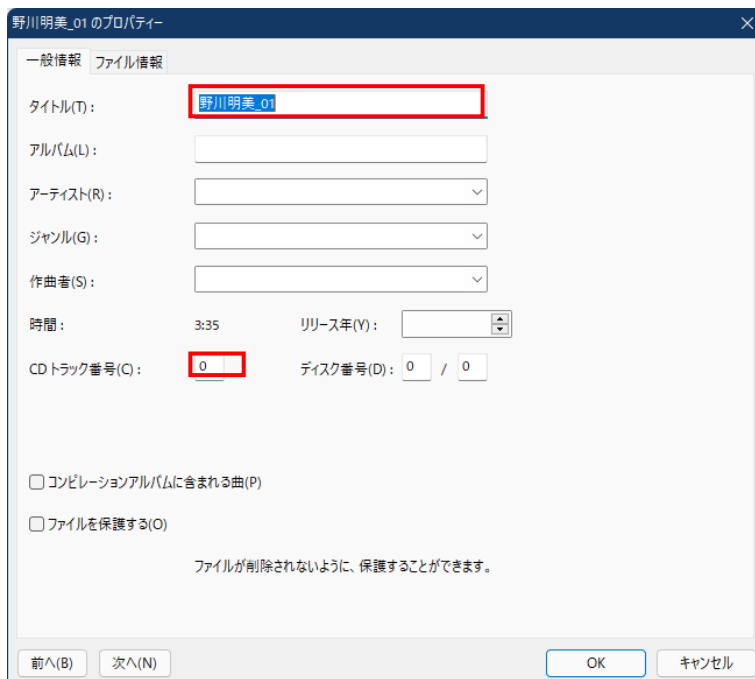 野川明美_01 のプロパティー
一般情報 ファイル情報
タイトル(T)： 野川明美_01
アルバム(L)：
アーティスト(R)：
ジャンル(G)：
作曲者(S)：
時間： 3:35 リリース年(Y)：
CDトラック番号(C)： 0 ディスク番号(D)： 0 / 0
コンピレーションアルバムに含まれる曲(P)
ファイルを保護する(O)
ファイルが削除されないように、保護することができます。
前へ(B) 次へ(N) OK キャンセル